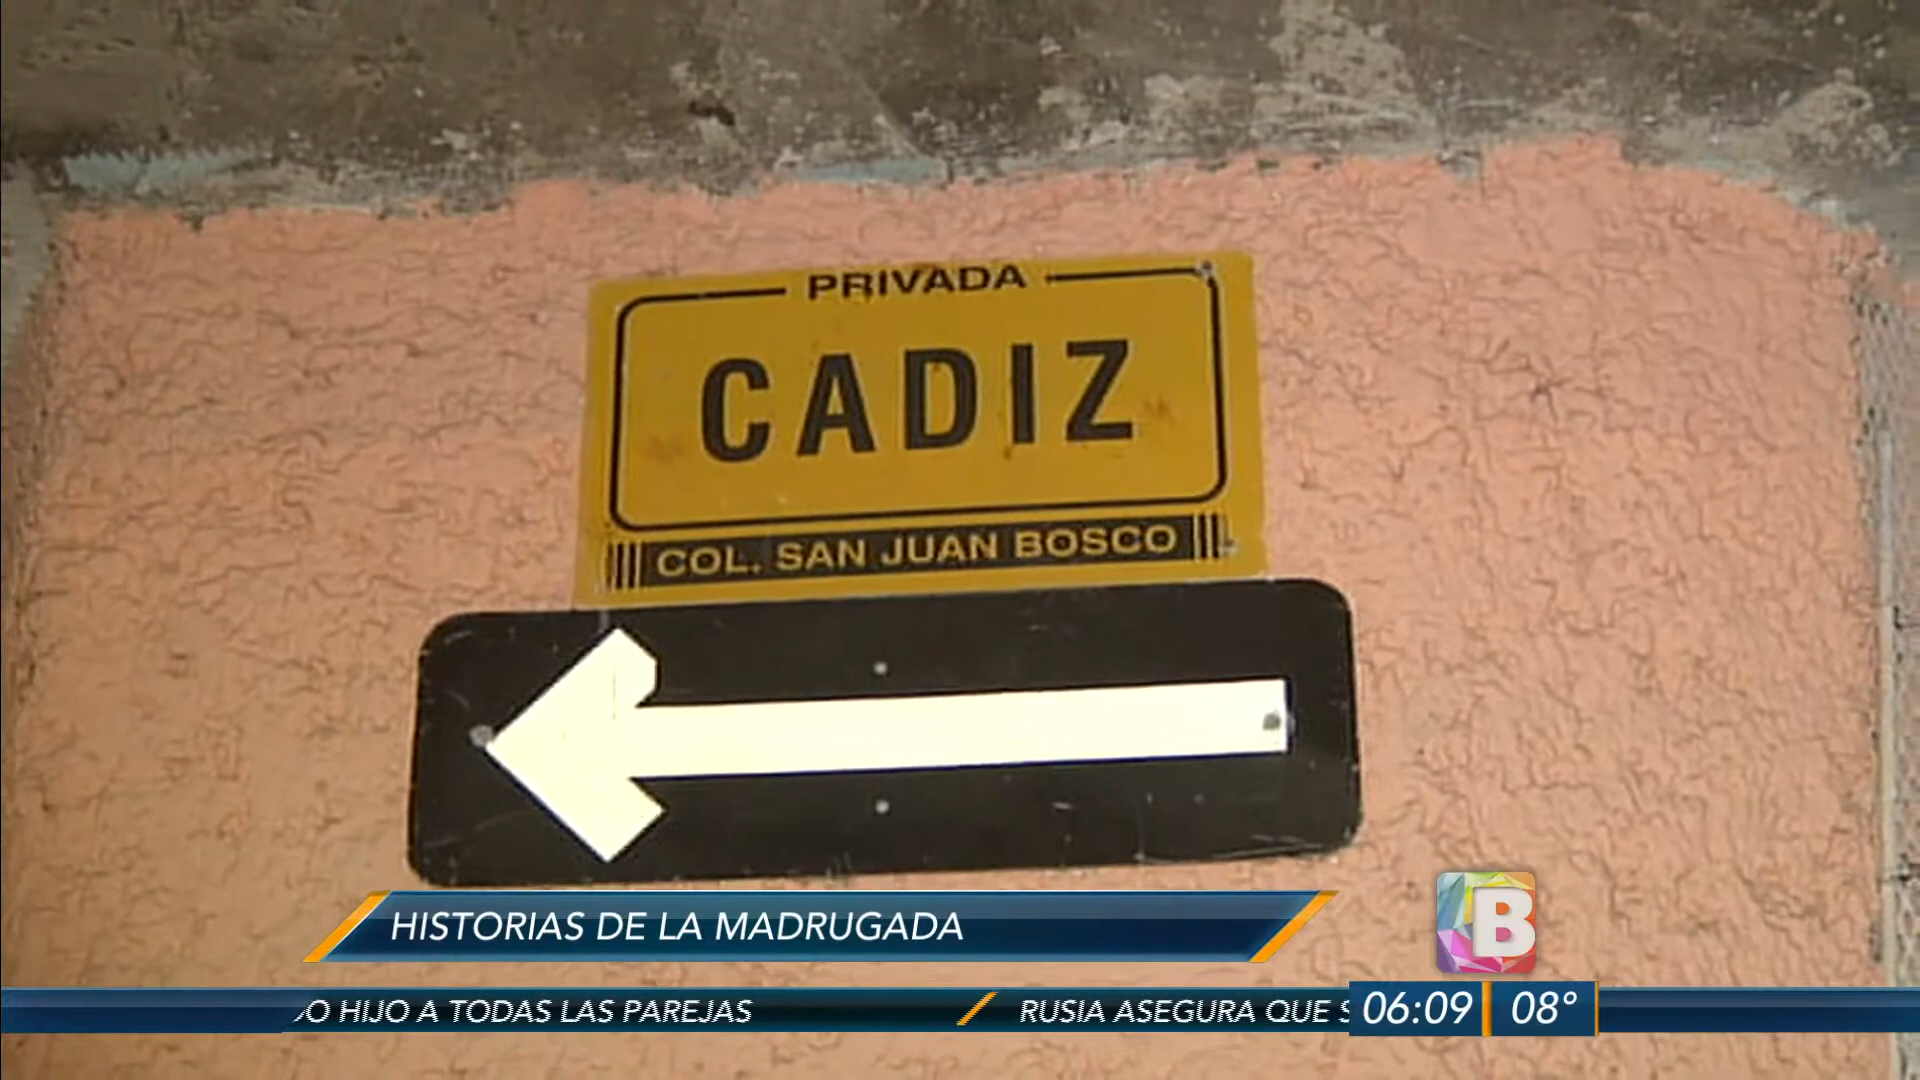 PRIVADA
CADIZ
COL. SAN JUAN BOSCO
HISTORIAS DE LA MADRUGADA
B
HIJO A TODAS LAS PAREJAS
RUSIA ASEGURA QUE
06:09
08°